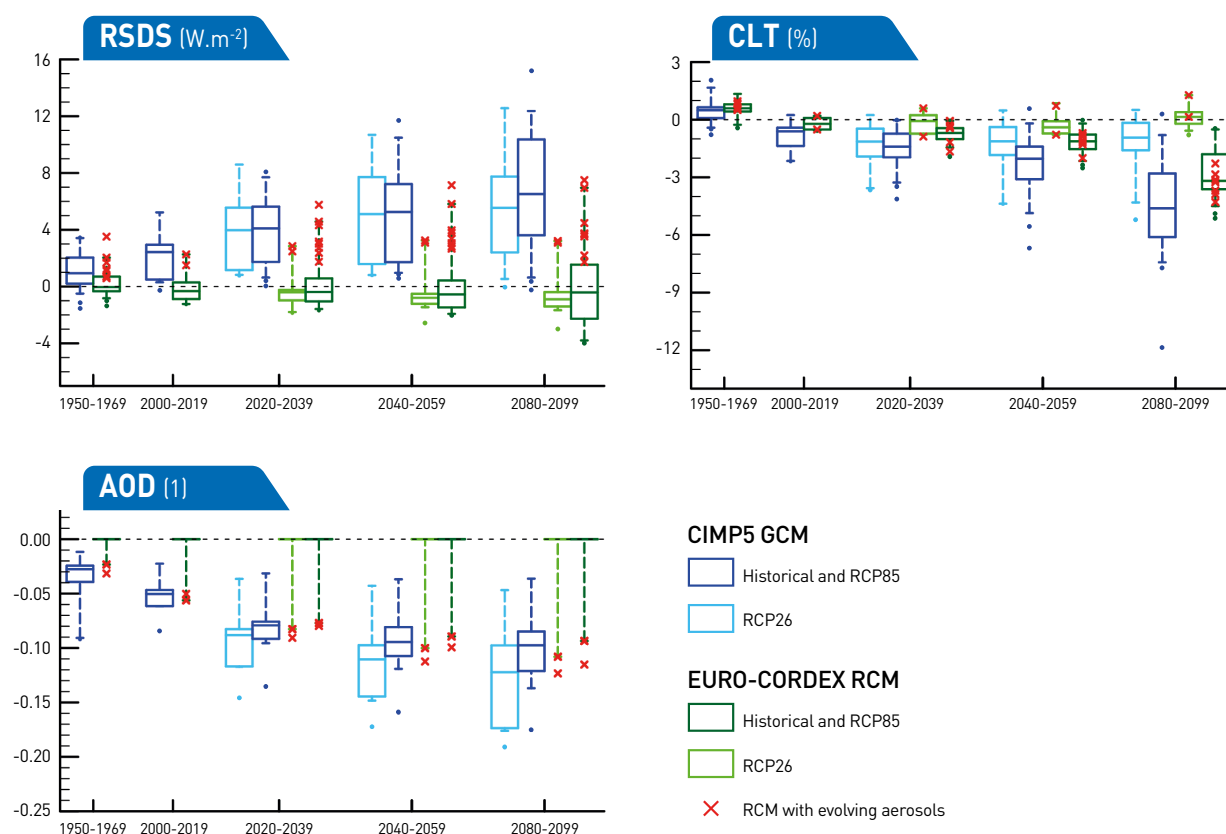 RSDS (W.m-2)
16
12
8
4
0
-4
1950-1969 2000-2019 2020-2039 2040-2059 2080-2099
CLT (%)
3
0
-3
-6
-9
-12
1950-1969 2000-2019 2020-2039 2040-2059 2080-2099
AOD (1)
0.00
-0.05
-0.10
-0.15
-0.20
-0.25
1950-1969 2000-2019 2020-2039 2040-2059 2080-2099
CIMP5 GCM
Historical and RCP85
RCP26
EURO-CORDEX RCM
Historical and RCP85
RCP26
RCM with evolving aerosols